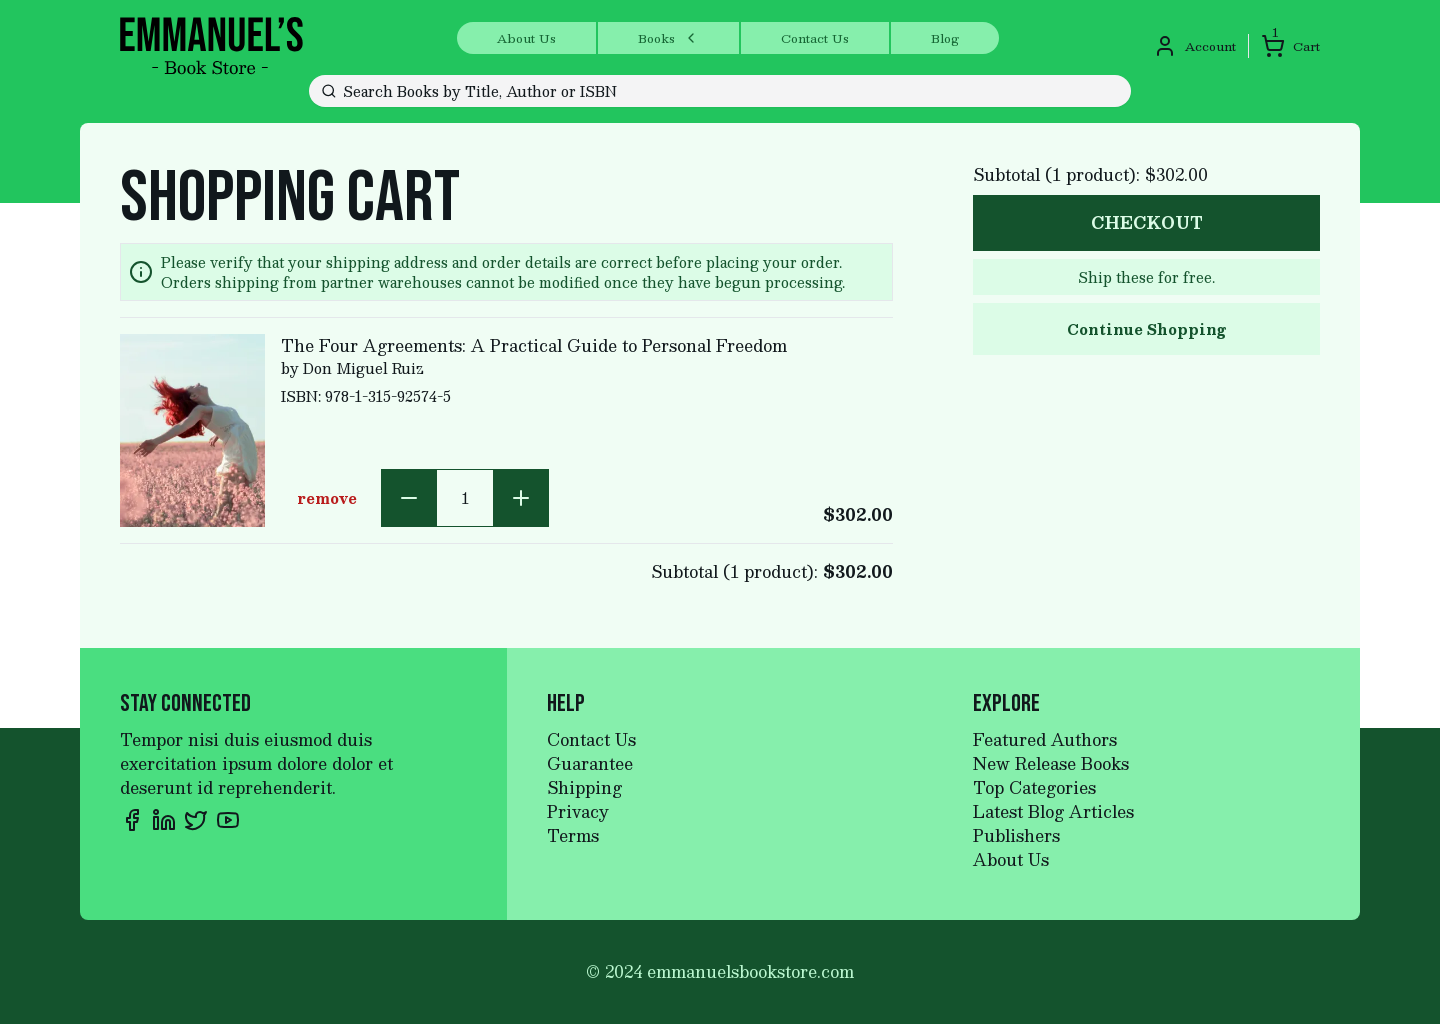 EMMANUEL'S
- Book Store -
About Us
Books
Contact Us
Blog
Account
1
Cart
Search Books by Title, Author or ISBN
SHOPPING CART
Please verify that your shipping address and order details are correct before placing your order.
Orders shipping from partner warehouses cannot be modified once they have begun processing.
The Four Agreements: A Practical Guide to Personal Freedom
by Don Miguel Ruiz
ISBN: 978-1-315-92574-5
remove
1
$302.00
Subtotal (1 product): $302.00
Subtotal (1 product): $302.00
CHECKOUT
Ship these for free.
Continue Shopping
STAY CONNECTED
Tempor nisi duis eiusmod duis
exercitation ipsum dolore dolor et
deserunt id reprehenderit.
HELP
Contact Us
Guarantee
Shipping
Privacy
Terms
EXPLORE
Featured Authors
New Release Books
Top Categories
Latest Blog Articles
Publishers
About Us
© 2024 emmanuelsbookstore.com